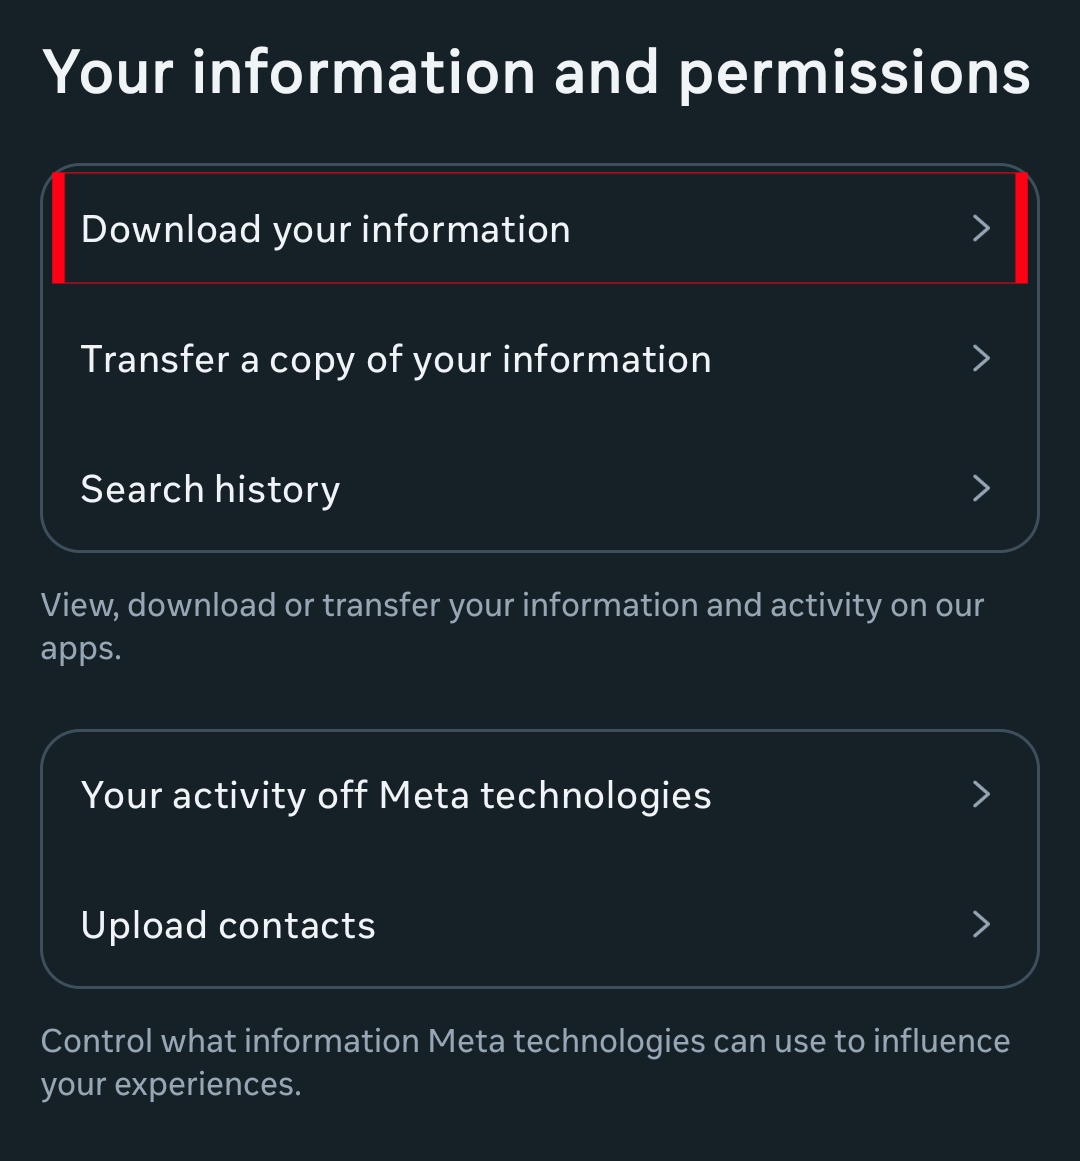 Your information and permissions
Download your information
Transfer a copy of your information
Search history
View, download or transfer your information and activity on our
apps.
Your activity off Meta technologies
Upload contacts
Control what information Meta technologies can use to influence
your experiences.